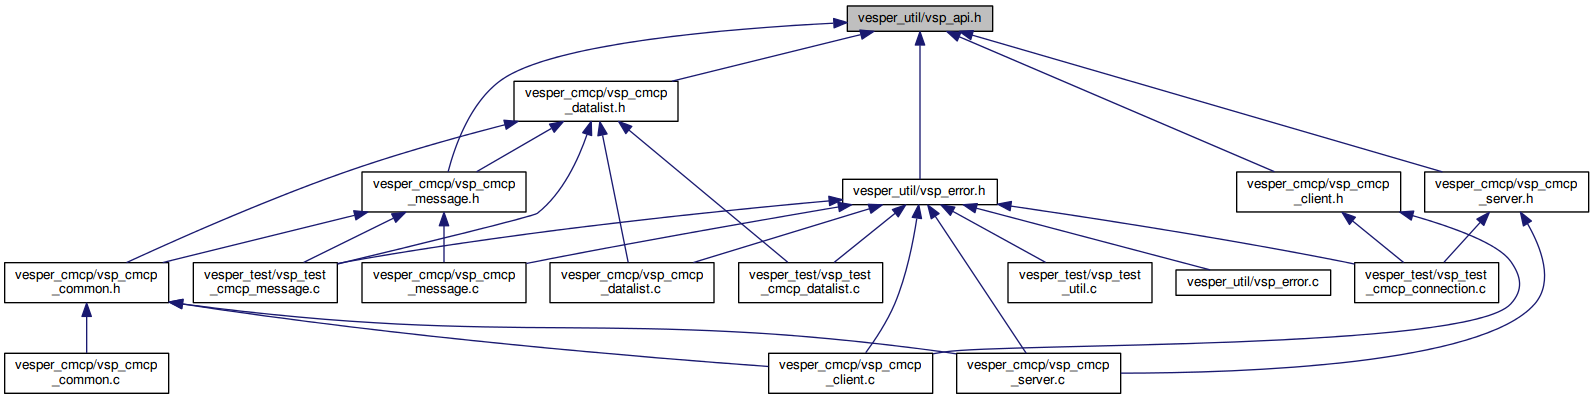 vesper_util/vsp_api.h
vesper_cmcp/vsp_cmcp
_datalist.h
vesper_cmcp/vsp_cmcp
_message.h
vesper_util/vsp_error.h
vesper_cmcp/vsp_cmcp
_client.h
vesper_cmcp/vsp_cmcp
_server.h
vesper_cmcp/vsp_cmcp
_common.h
vesper_test/vsp_test
_cmcp_message.c
vesper_cmcp/vsp_cmcp
_message.c
vesper_cmcp/vsp_cmcp
_datalist.c
vesper_test/vsp_test
_cmcp_datalist.c
vesper_test/vsp_test
_util.c
vesper_util/vsp_error.c
vesper_test/vsp_test
_cmcp_connection.c
vesper_cmcp/vsp_cmcp
_common.c
vesper_cmcp/vsp_cmcp
_client.c
vesper_cmcp/vsp_cmcp
_server.c